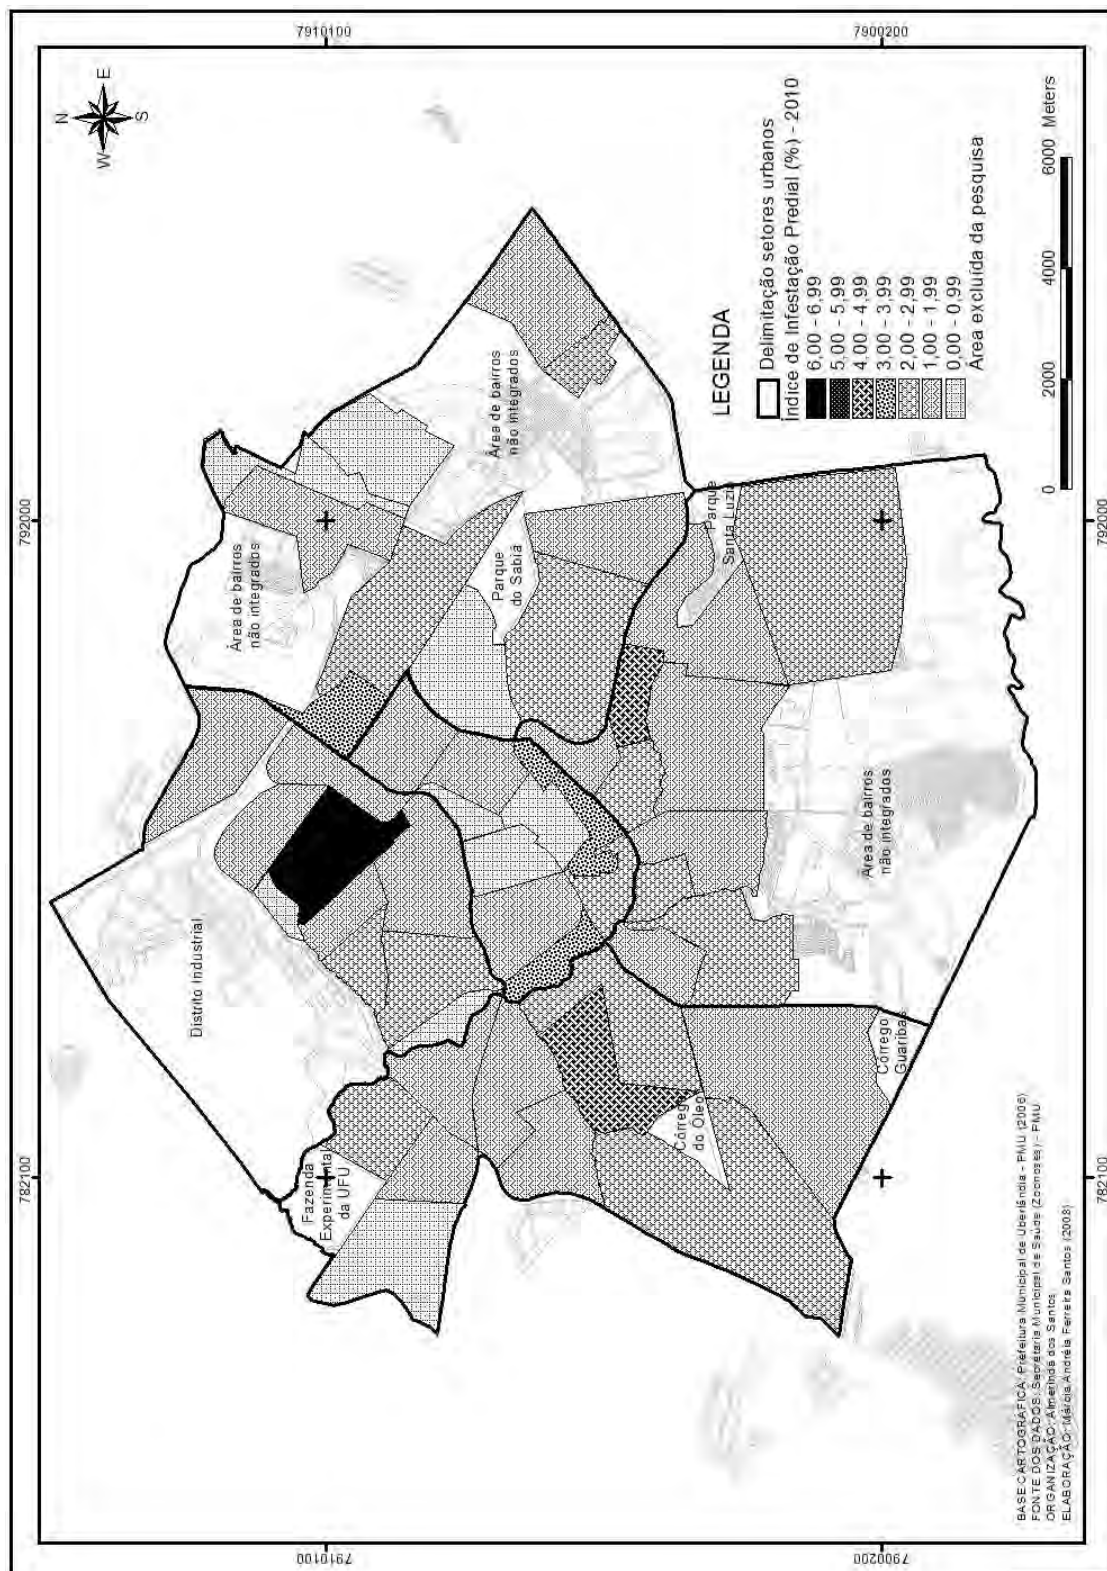 7910100
7900200
N
E
W
S
792000
792000
782100
782100
7910100
7900200
Área de bairros
não integrados
Área de bairros
não integrados
Distrito Industrial
Parque
do Sabiá
Parque
Santa Luzia
Fazenda
Experimental
da UFU
Área de bairros
não integrados
Córrego
do Óleo
Córrego
Guaribas
LEGENDA
Delimitação setores urbanos
Índice de Infestação Predial (%) - 2010
6,00 - 6,99
5,00 - 5,99
4,00 - 4,99
3,00 - 3,99
2,00 - 2,99
1,00 - 1,99
0,00 - 0,99
Área excluída da pesquisa
0 2000 4000 6000 Meters
BASE CARTOGRÁFICA: Prefeitura Municipal de Uberlândia - PMU (2006)
FONTE DOS DADOS: Secretaria Municipal de Saúde (Zoonoses) - PMU
ORGANIZAÇÃO: Almerinda dos Santos
ELABORAÇÃO: Márcia Andréia Ferreira Santos (2008)